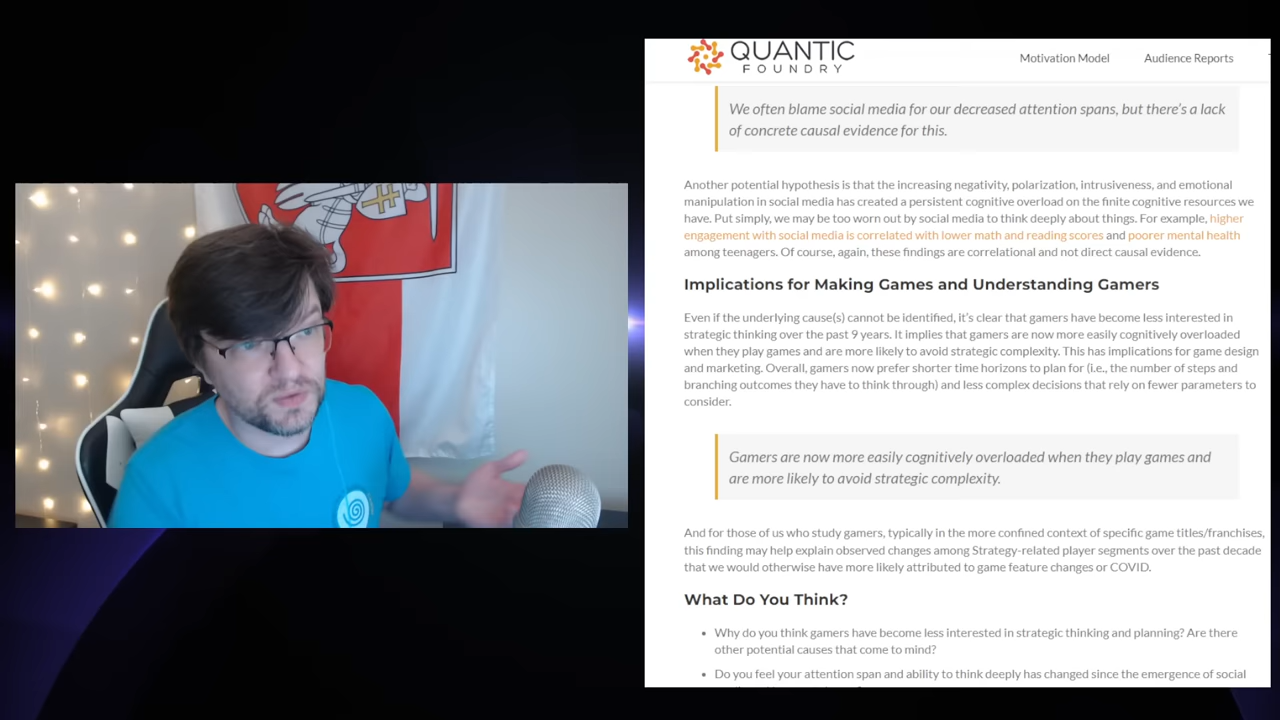 QUANTIC
FOUNDRY
Motivation Model
Audience Reports
We often blame social media for our decreased attention spans, but there's a lack
of concrete causal evidence for this.
Another potential hypothesis is that the increasing negativity, polarization, intrusiveness, and emotional
manipulation in social media has created a persistent cognitive overload on the finite cognitive resources we
have. Put simply, we may be too worn out by social media to think deeply about things. For example, higher
engagement with social media is correlated with lower math and reading scores and poorer mental health
among teenagers. Of course, again, these findings are correlational and not direct causal evidence.
Implications for Making Games and Understanding Gamers
Even if the underlying cause(s) cannot be identified, it's clear that gamers have become less interested in
strategic thinking over the past 9 years. It implies that gamers are now more easily cognitively overloaded
when they play games and are more likely to avoid strategic complexity. This has implications for game design
and marketing. Overall, gamers now prefer shorter time horizons to plan for (i.e., the number of steps and
branching outcomes they have to think through) and less complex decisions that rely on fewer parameters to
consider.
Gamers are now more easily cognitively overloaded when they play games and
are more likely to avoid strategic complexity.
And for those of us who study gamers, typically in the more confined context of specific game titles/franchises,
this finding may help explain observed changes among Strategy-related player segments over the past decade
that we would otherwise have more likely attributed to game feature changes or COVID.
What Do You Think?
• Why do you think gamers have become less interested in strategic thinking and planning? Are there
other potential causes that come to mind?
• Do you feel your attention span and ability to think deeply has changed since the emergence of social